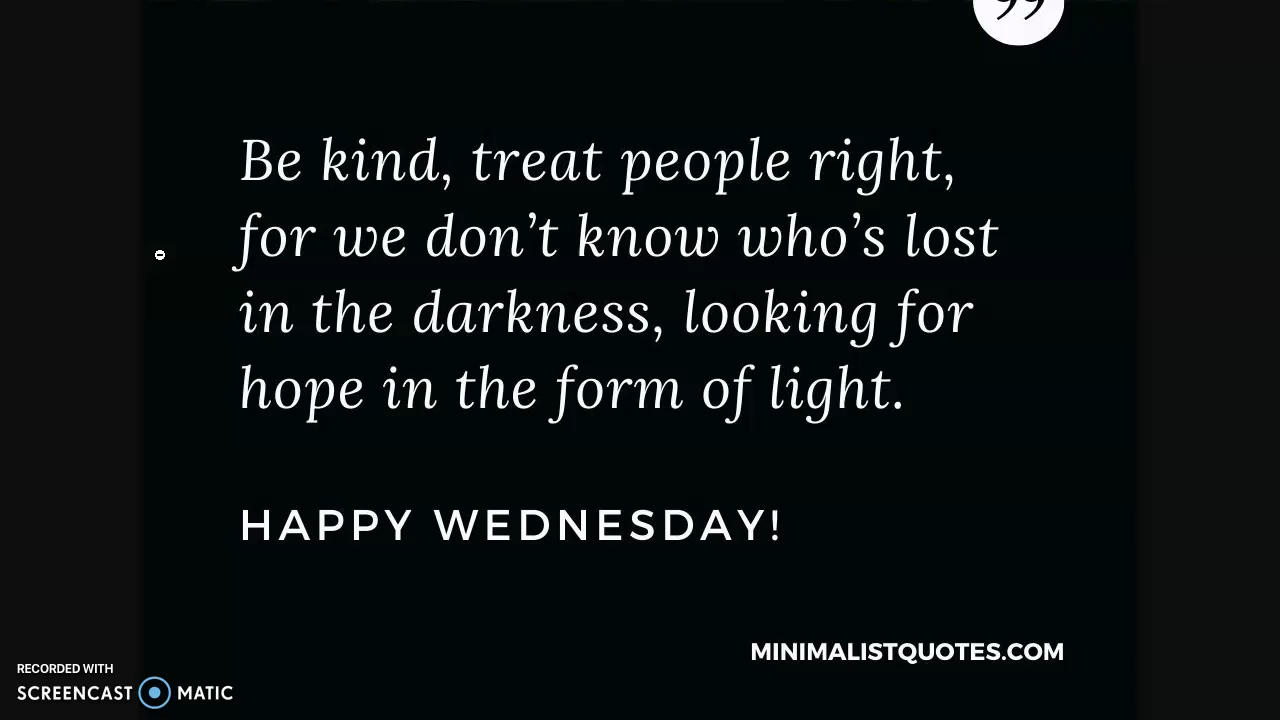 ”
Be kind, treat people right,
for we don’t know who’s lost
in the darkness, looking for
hope in the form of light.
HAPPY WEDNESDAY!
MINIMALISTQUOTES.COM
RECORDED WITH
SCREENCAST MATIC